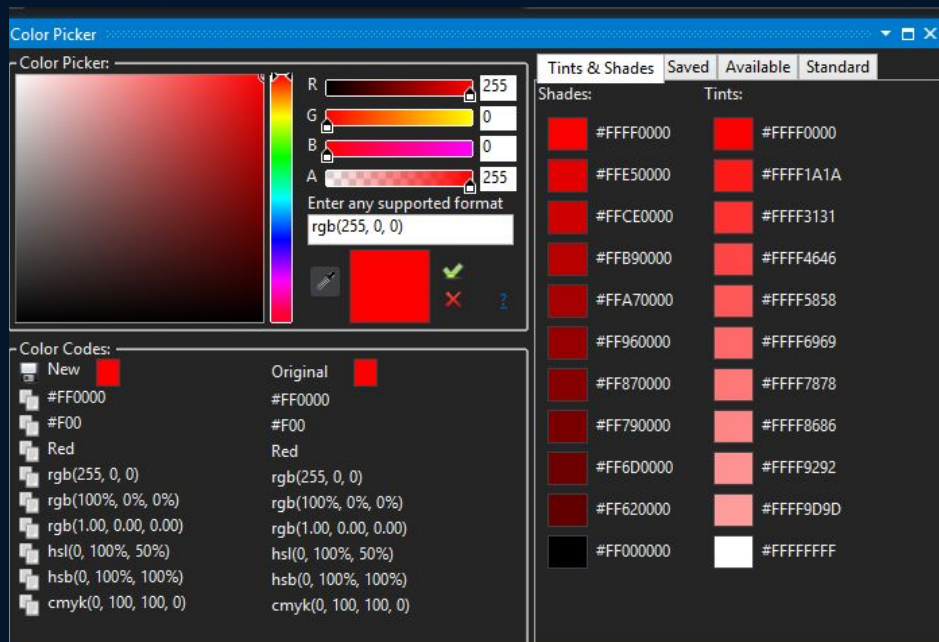 Color Picker
Color Picker:
R 255
G 0
B 0
A 255
Enter any supported format
rgb(255, 0, 0)
?
Color Codes:
New Original
#FF0000 #FF0000
#F00 #F00
Red Red
rgb(255, 0, 0) rgb(255, 0, 0)
rgb(100%, 0%, 0%) rgb(100%, 0%, 0%)
rgb(1.00, 0.00, 0.00) rgb(1.00, 0.00, 0.00)
hsl(0, 100%, 50%) hsl(0, 100%, 50%)
hsb(0, 100%, 100%) hsb(0, 100%, 100%)
cmyk(0, 100, 100, 0) cmyk(0, 100, 100, 0)
Tints & Shades Saved Available Standard
Shades: Tints:
#FFFF0000 #FFFF0000
#FFE50000 #FFFF1A1A
#FFCE0000 #FFFF3131
#FFB90000 #FFFF4646
#FFA70000 #FFFF5858
#FF960000 #FFFF6969
#FF870000 #FFFF7878
#FF790000 #FFFF8686
#FF6D0000 #FFFF9292
#FF620000 #FFFF9D9D
#FF000000 #FFFFFFFF